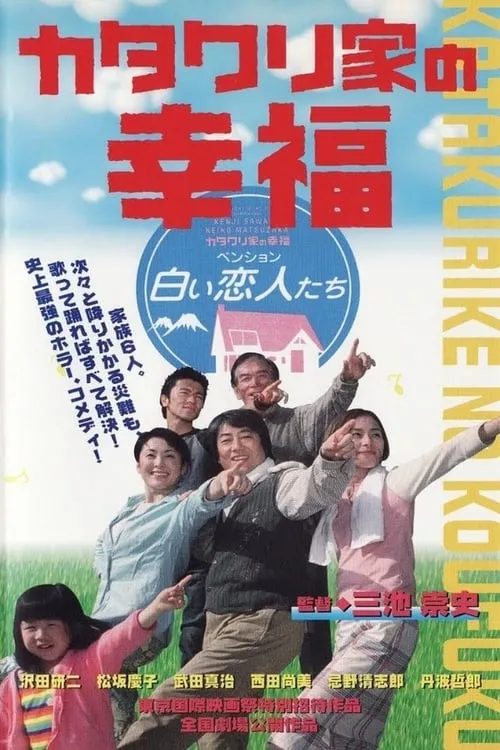 カタクリ家の
幸福
KATAKURIKE NO KOUFUKU
KENJI SAWADA
KEIKO MATSUZAKA
カタクリ家の幸福
ペンション
白い恋人たち
家族6人。
次々と降りかかる災難も、
歌って踊ればすべて解決!
史上最強のホラー・コメディ!
監督→三池 崇史
沢田研二 松坂慶子 武田真治 西田尚美 忌野清志郎 丹波哲郎
東京国際映画祭特別招待作品
全国劇場公開作品